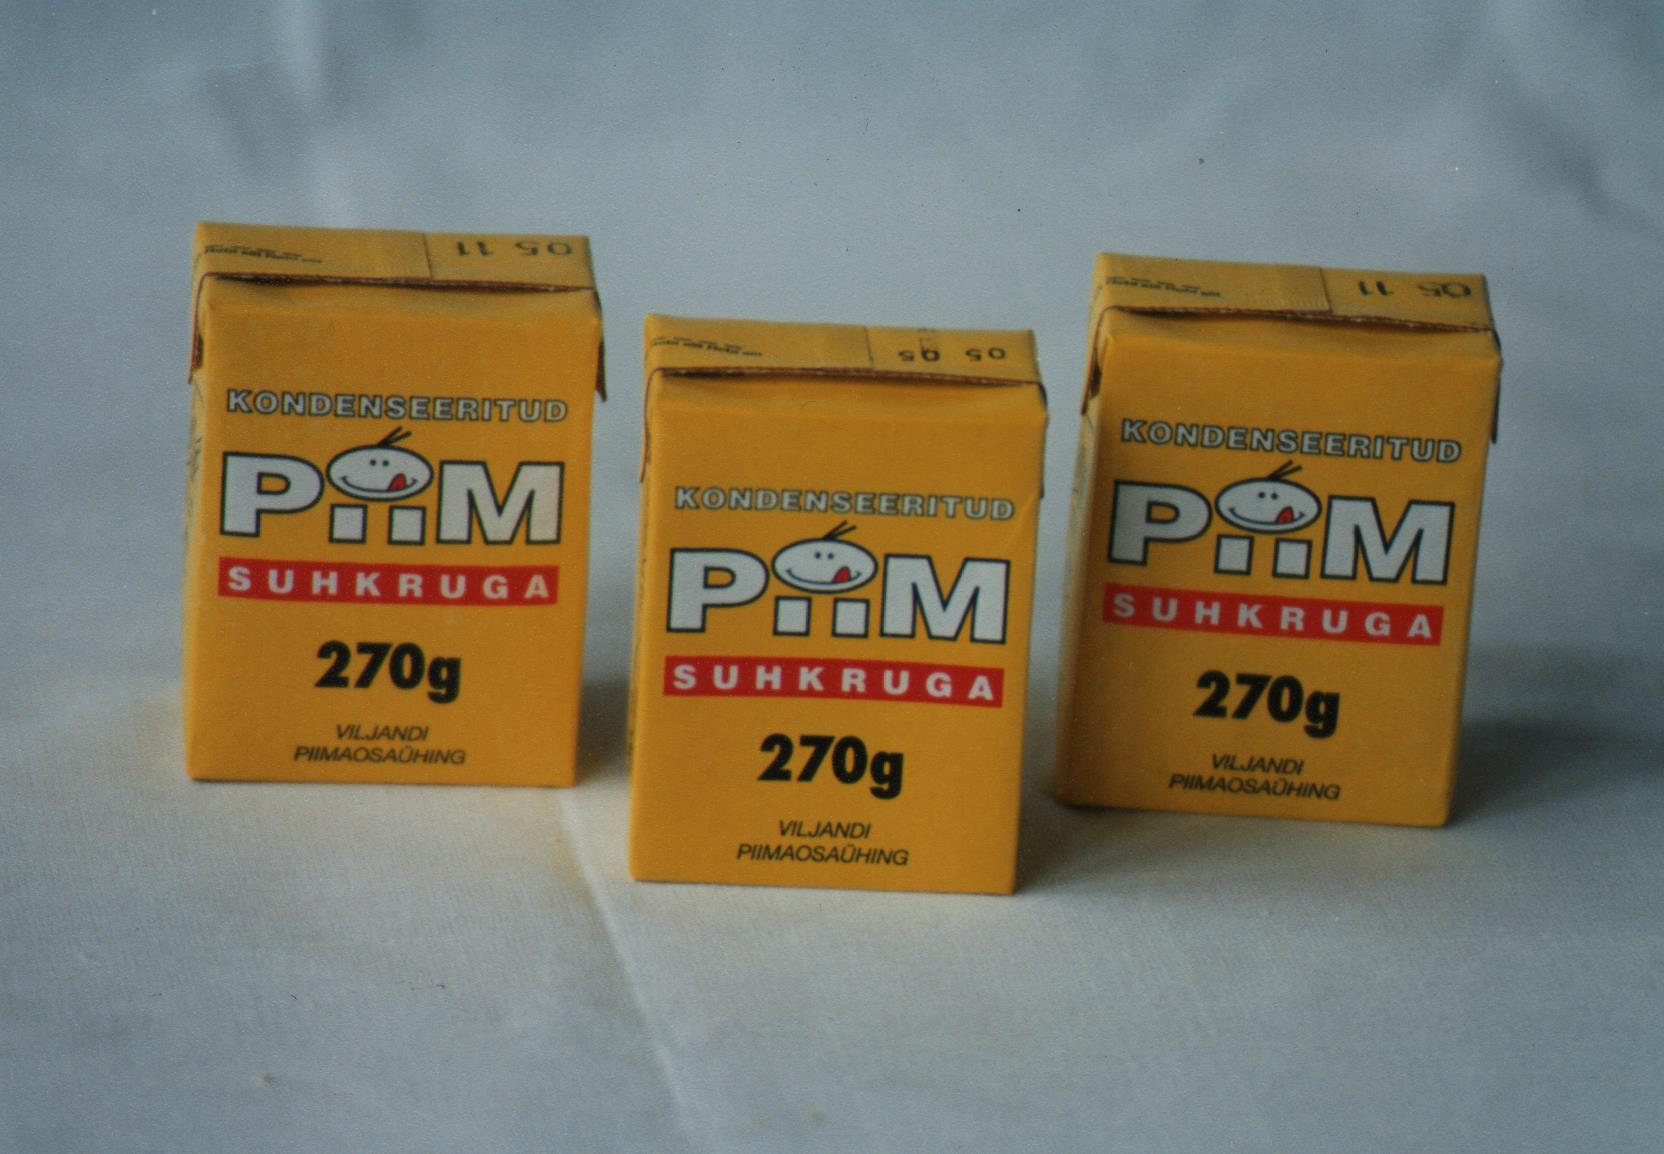 05 11
KONDENSEERITUD
PiiM
SUHKRUGA
270g
VILJANDI
PIIMAOSAÜHING
05 05
KONDENSEERITUD
PiiM
SUHKRUGA
270g
VILJANDI
PIIMAOSAÜHING
05 11
KONDENSEERITUD
PiiM
SUHKRUGA
270g
VILJANDI
PIIMAOSAÜHING